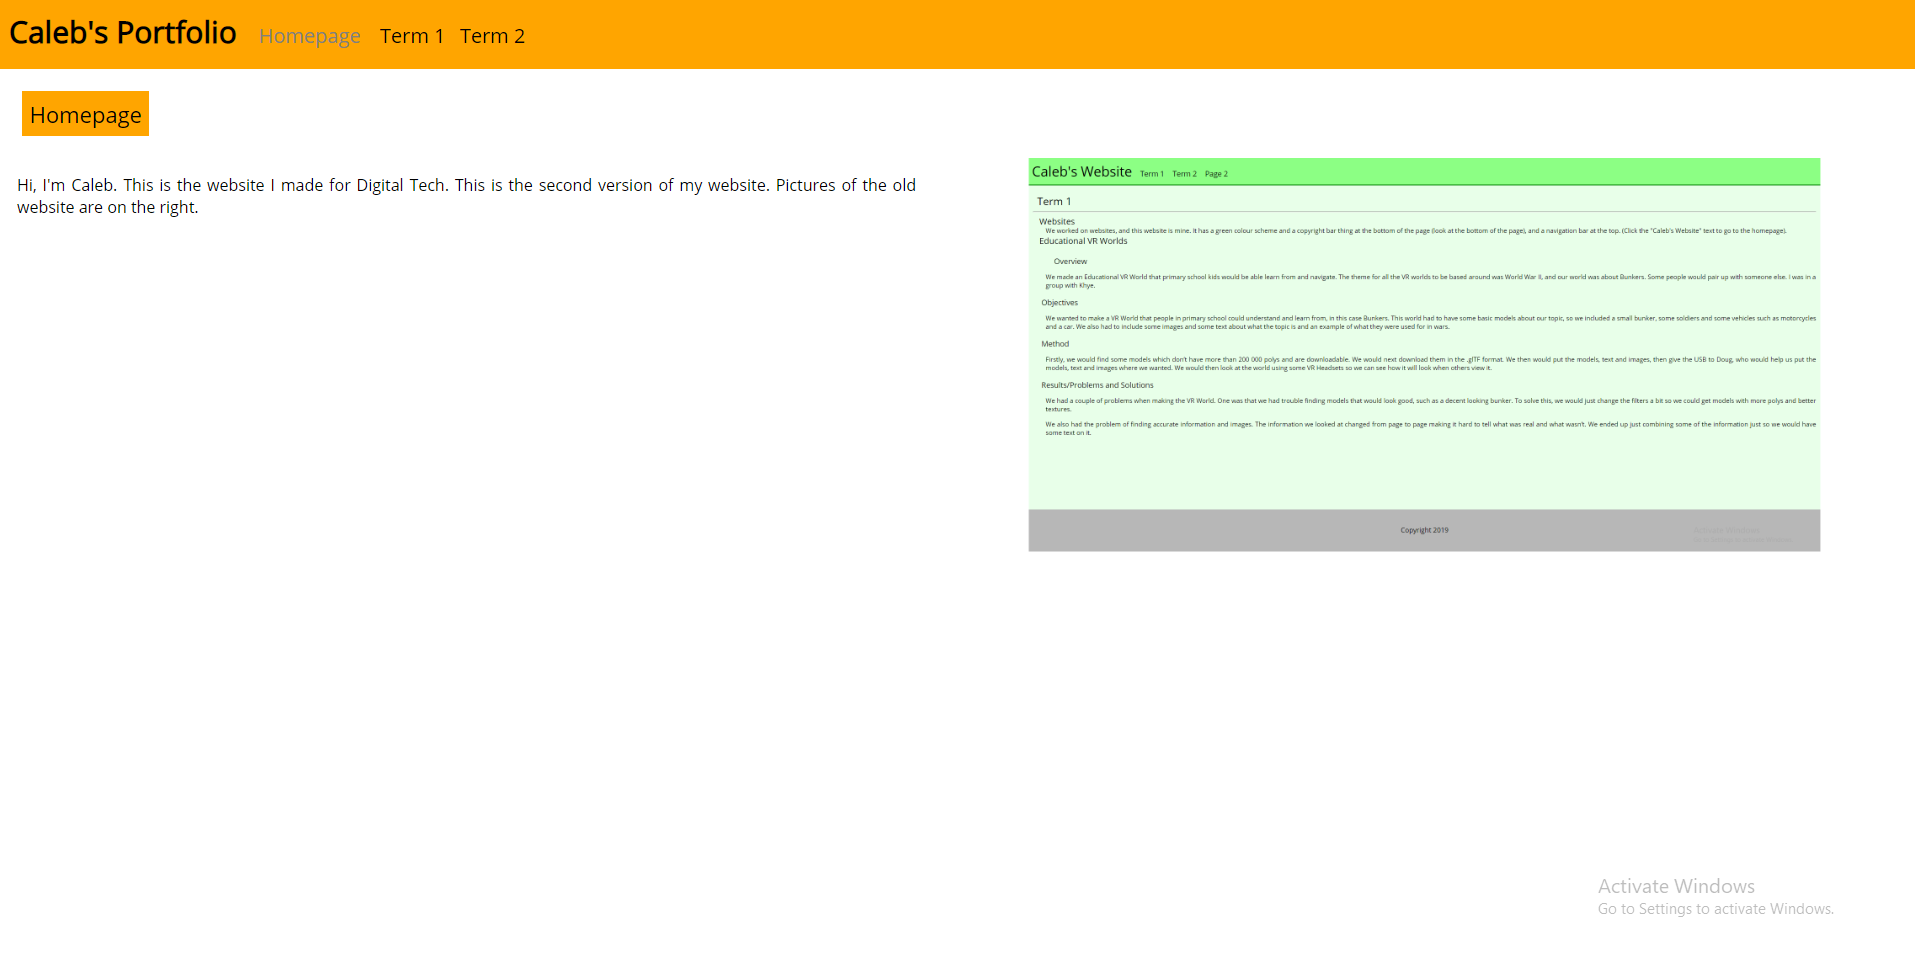 Caleb's Portfolio Homepage Term 1 Term 2
Homepage
Hi, I'm Caleb. This is the website I made for Digital Tech. This is the second version of my website. Pictures of the old
website are on the right.
Caleb's Website Term 1 Term 2 Page 2
Term 1
Websites
We worked on websites, and this website is mine. It has a green colour scheme and a copyright bar thing at the bottom of the page (look at the bottom of the page), and a navigation bar at the top. (Click the "Caleb's Website" text to go to the homepage).
Educational VR Worlds
Overview
We made an Educational VR World that primary school kids would be able learn from and navigate. The theme for all the VR worlds to be based around was World War II, and our world was about Bunkers. Some people would pair up with someone else. I was in a
group with Khye.
Objectives
We wanted to make a VR World that people in primary school could understand and learn from, in this case Bunkers. This world had to have some basic models about our topic, so we included a small bunker, some soldiers and some vehicles such as motorcycles
and a car. We also had to include some images and some text about what the topic is and an example of what they were used for in wars.
Method
Firstly, we would find some models which don't have more than 200 000 polys and are downloadable. We would next download them in the .glTF format. We then would put the models, text and images, then give the USB to Doug, who would help us put the
models, text and images where we wanted. We would then look at the world using some VR Headsets so we can see how it will look when others view it.
Results/Problems and Solutions
We had a couple of problems when making the VR World. One was that we had trouble finding models that would look good, such as a decent looking bunker. To solve this, we would just change the filters a bit so we could get models with more polys and better
textures.
We also had the problem of finding accurate information and images. The information we looked at changed from page to page making it hard to tell what was real and what wasn't. We ended up just combining some of the information just so we would have
some text on it.
Copyright 2019
Activate Windows
Go to Settings to activate Windows.